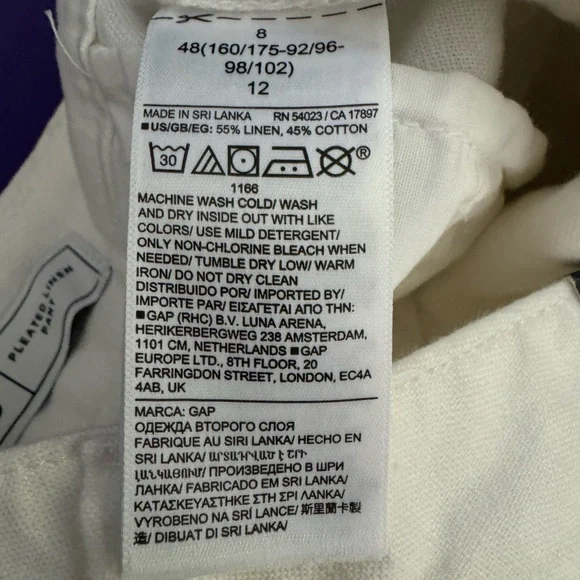 8
48(160/175-92/96-
98/102)
12
MADE IN SRI LANKA RN 54023 / CA 17897
■US/GB/EG: 55% LINEN, 45% COTTON
30
®
1166
MACHINE WASH COLD/ WASH
AND DRY INSIDE OUT WITH LIKE
COLORS/ USE MILD DETERGENT/
ONLY NON-CHLORINE BLEACH WHEN
NEEDED/ TUMBLE DRY LOW/ WARM
IRON/ DO NOT DRY CLEAN
DISTRIBUIDO POR/ IMPORTED BY/
IMPORTE PAR/ ΕΙΣΑΓΕΤΑΙ ΑΠΟ ΤΗΝ:
■GAP (RHC) B.V. LUNA ARENA,
HERIKERBERGWEG 238 AMSTERDAM,
1101 CM, NETHERLANDS ■GAP
EUROPE LTD., 8TH FLOOR, 20
FARRINGDON STREET, LONDON, EC4A
4AB, UK
MARCA: GAP
ОДЕЖДА ВТОРОГО СЛОЯ
FABRIQUE AU SIRI LANKA/ HECHO EN
SRI LANKA/ ԱՐՏԱԴՐՎԱԾ Է ՇՐԻ
ԼԱՆԿԱՅՈՒՄ/ ПРОИЗВЕДЕНО В ШРИ
ЛАНКА/ FABRICADO EM SRI LANKA/
ΚΑΤΑΣΚΕΥΑΣΤΗΚΕ ΣΤΗ ΣΡΙ ΛΑΝΚΑ/
VYROBENO NA SRÍ LANCE/ 斯里蘭卡製
造/ DIBUAT DI SRI LANKA/
PLEATED LINEN
PANT